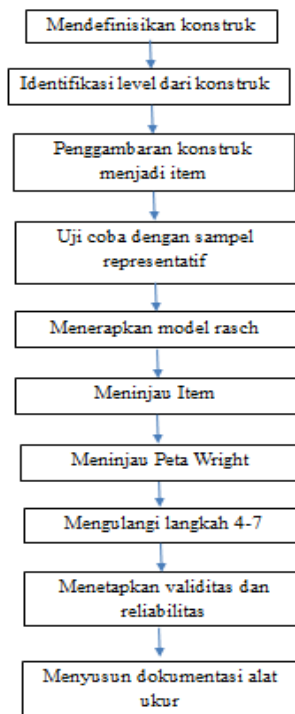 Mendefinisikan konstruk
Identifikasi level dari konstruk
Penggambaran konstruk
menjadi item
Uji coba dengan sampel
representatif
Menerapkan model rasch
Meninjau Item
Meninjau Peta Wright
Mengulangi langkah 4-7
Menetapkan validitas dan
reliabilitas
Menyusun dokumentasi alat
ukur